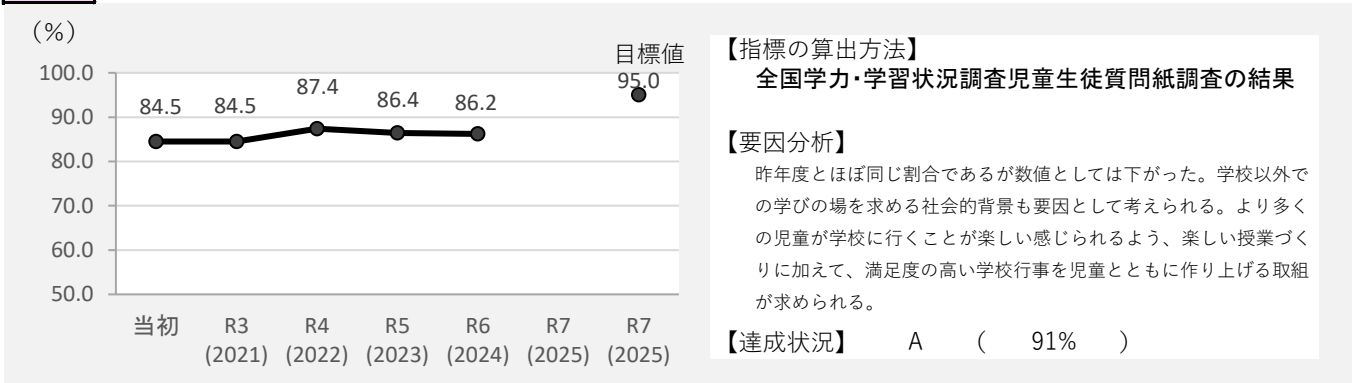 （%）
目標値
100.0
90.0
80.0
70.0
60.0
50.0
84.5
84.5
87.4
86.4
86.2
95.0
当初
R3
(2021)
R4
(2022)
R5
(2023)
R6
(2024)
R7
(2025)
R7
(2025)
【指標の算出方法】
全国学力・学習状況調査児童生徒質問紙調査の結果
【要因分析】
昨年度とほぼ同じ割合であるが数値としては下がった。学校以外で
の学びの場を求める社会的背景も要因として考えられる。より多く
の児童が学校に行くことが楽しい感じられるよう、楽しい授業づく
りに加えて、満足度の高い学校行事を児童とともに作り上げる取組
が求められる。
【達成状況】 A ( 91% )